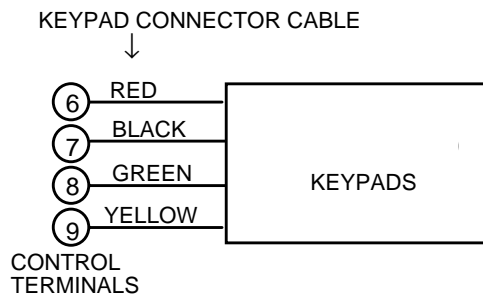 KEYPAD CONNECTOR CABLE
6 RED
7 BLACK
8 GREEN
9 YELLOW
KEYPADS
CONTROL
TERMINALS